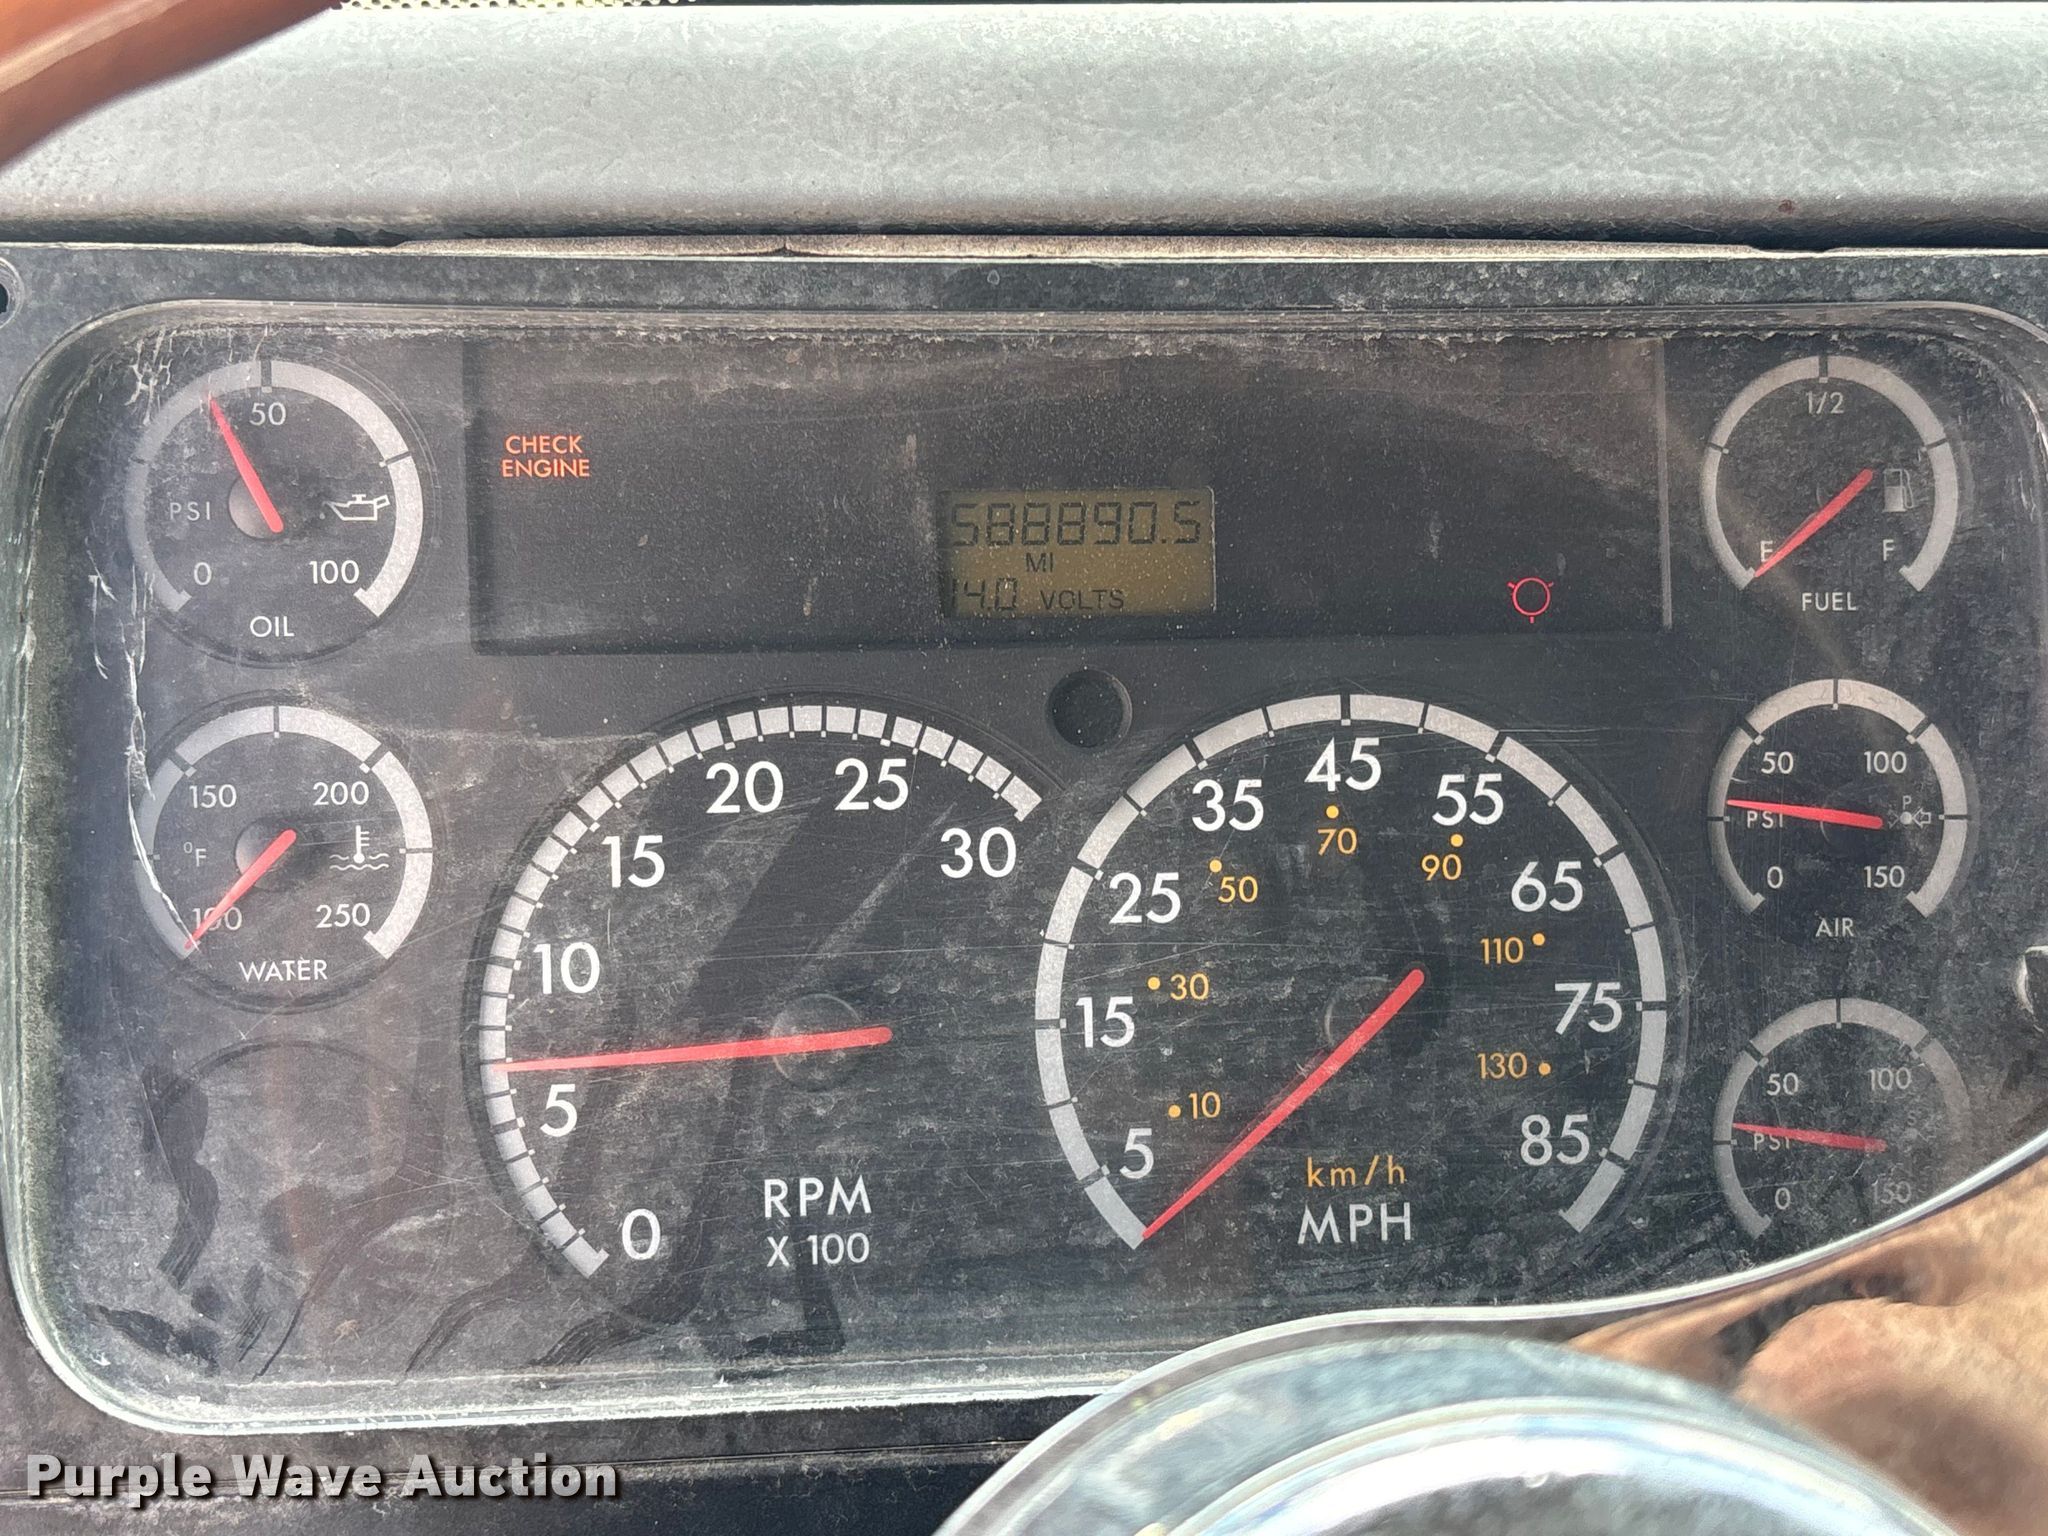 50
PSI
0
100
OIL
CHECK
ENGINE
588890.5
MI
14.0 VOLTS
1/2
E
F
FUEL
150
200
°F
100
250
WATER
0
5
10
15
20
25
30
RPM
X 100
5
15
25
35
45
55
65
75
85
10
30
50
70
90
110
130
km/h
MPH
50
100
PSI
P
0
150
AIR
50
100
PSI
0
150
Purple Wave Auction